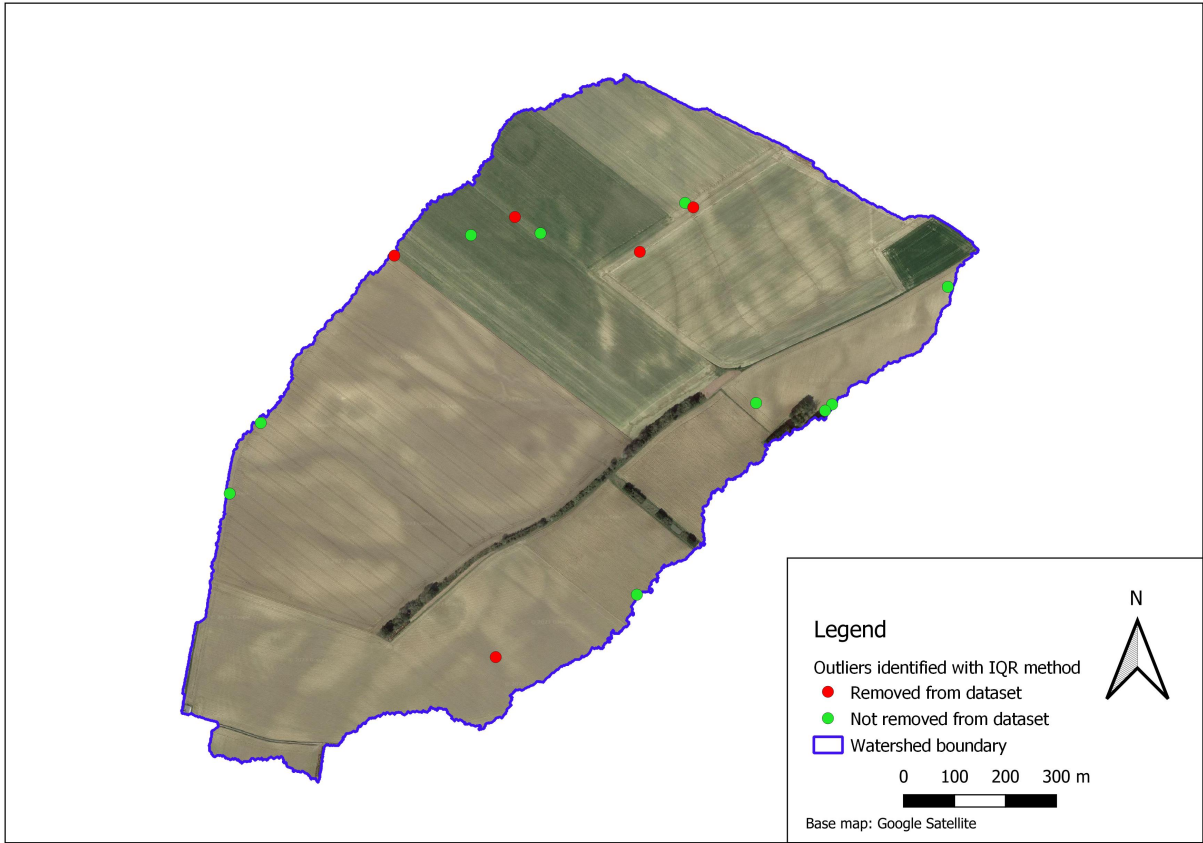 N
Legend
Outliers identified with IQR method
Removed from dataset
Not removed from dataset
Watershed boundary
0 100 200 300 m
Base map: Google Satellite